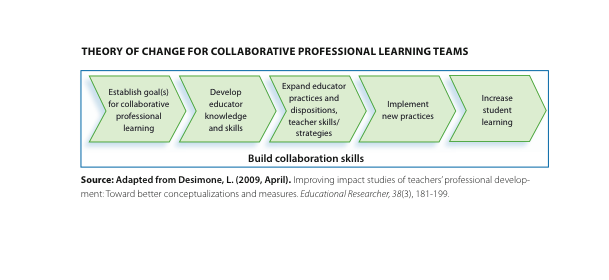 THEORY OF CHANGE FOR COLLABORATIVE PROFESSIONAL LEARNING TEAMS
Establish goal(s)
for collaborative
professional
learning
Develop
educator
knowledge
and skills
Expand educator
practices and
dispositions,
teacher skills/
strategies
Implement
new practices
Increase
student
learning
Build collaboration skills
Source: Adapted from Desimone, L. (2009, April). Improving impact studies of teachers' professional develop-
ment: Toward better conceptualizations and measures. Educational Researcher, 38(3), 181-199.